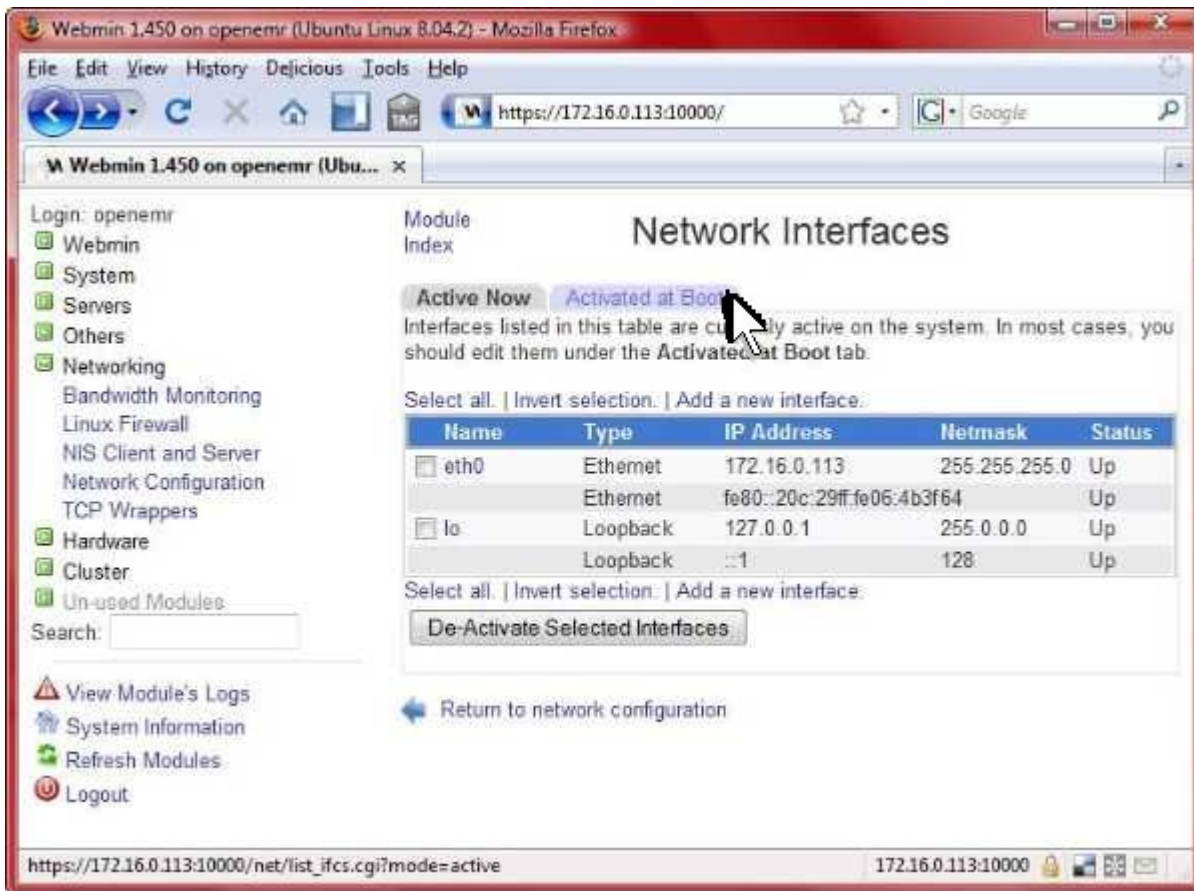 Webmin 1.450 on openemr (Ubuntu Linux 8.04.2) - Mozilla Firefox
File Edit View History Delicious Tools Help
TAG https://172.16.0.113:10000/ G Google
Webmin 1.450 on openemr (Ubu...
Login: openemr
Webmin
System
Servers
Others
Networking
Bandwidth Monitoring
Linux Firewall
NIS Client and Server
Network Configuration
TCP Wrappers
Hardware
Cluster
Un-used Modules
Search:
View Module's Logs
System Information
Refresh Modules
Logout
Module
Index
Network Interfaces
Active Now Activated at Boot
Interfaces listed in this table are currently active on the system. In most cases, you
should edit them under the Activated at Boot tab.
Select all. | Invert selection. | Add a new interface.
Name Type IP Address Netmask Status
eth0 Ethernet 172.16.0.113 255.255.255.0 Up
Ethernet fe80::20c:29ff:fe06:4b3f64 Up
lo Loopback 127.0.0.1 255.0.0.0 Up
Loopback ::1 128 Up
Select all. | Invert selection. | Add a new interface.
De-Activate Selected Interfaces
Return to network configuration
https://172.16.0.113:10000/net/list_ifcs.cgi?mode=active 172.16.0.113:10000